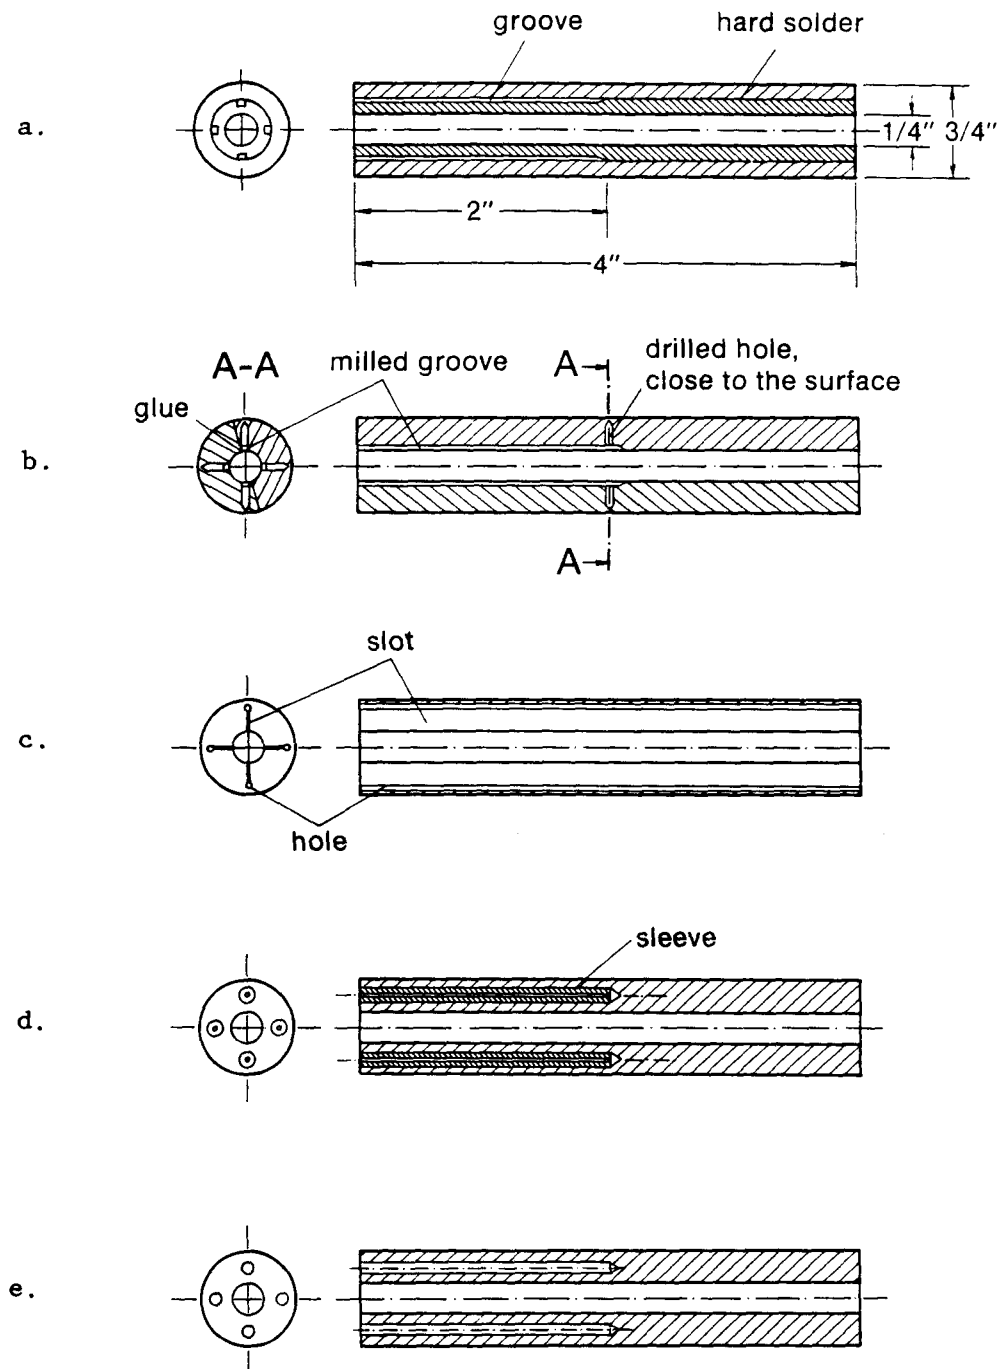 groove
hard solder
a.
1/4" 3/4"
2"
4"
A-A
milled groove
A
drilled hole,
close to the surface
glue
b.
A
slot
c.
hole
sleeve
d.
e.